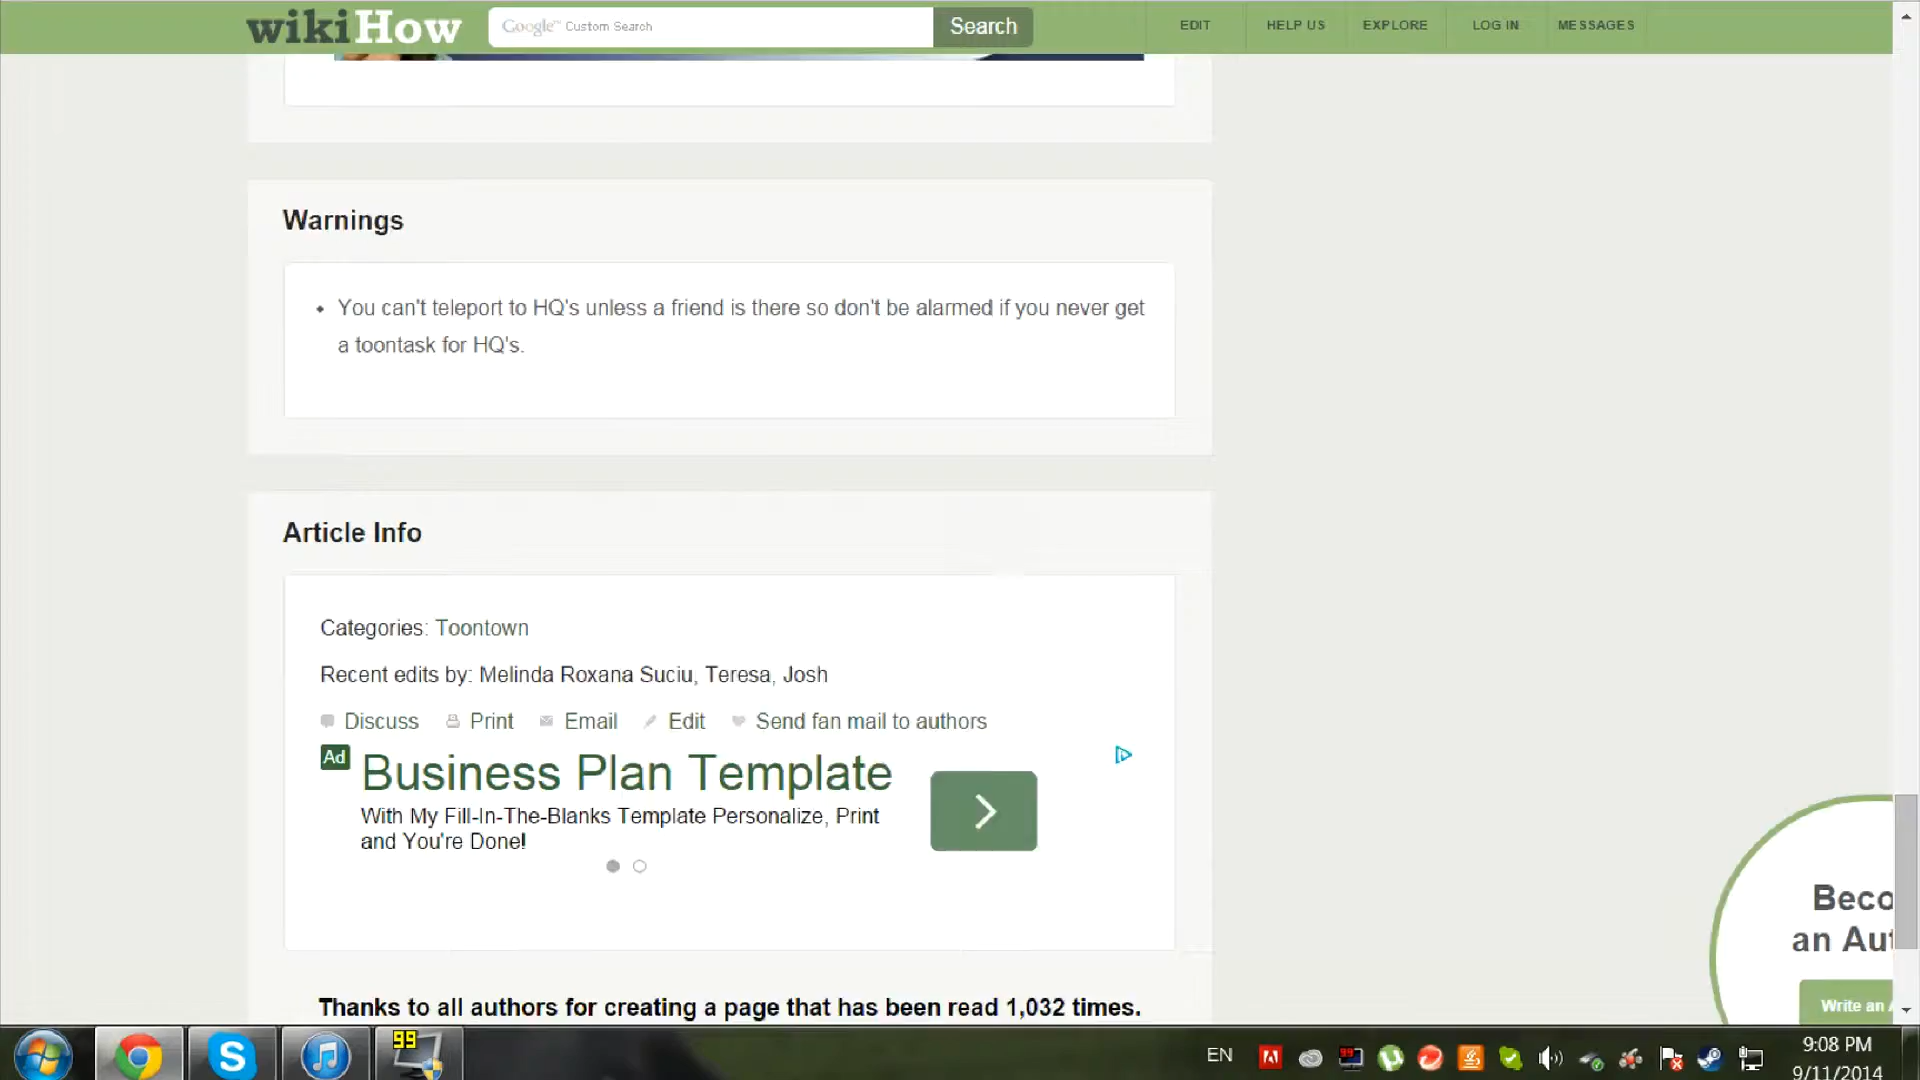 wikiHow
Google™ Custom Search
Search
EDIT
HELP US
EXPLORE
LOG IN
MESSAGES
Warnings
You can't teleport to HQ's unless a friend is there so don't be alarmed if you never get
a toontask for HQ's.
Article Info
Categories: Toontown
Recent edits by: Melinda Roxana Suciu, Teresa, Josh
Discuss Print Email Edit Send fan mail to authors
Ad
Business Plan Template
With My Fill-In-The-Blanks Template Personalize, Print
and You're Done!
Beco
an Aut
Write an
Thanks to all authors for creating a page that has been read 1,032 times.
99
EN
9:08 PM
9/11/2014